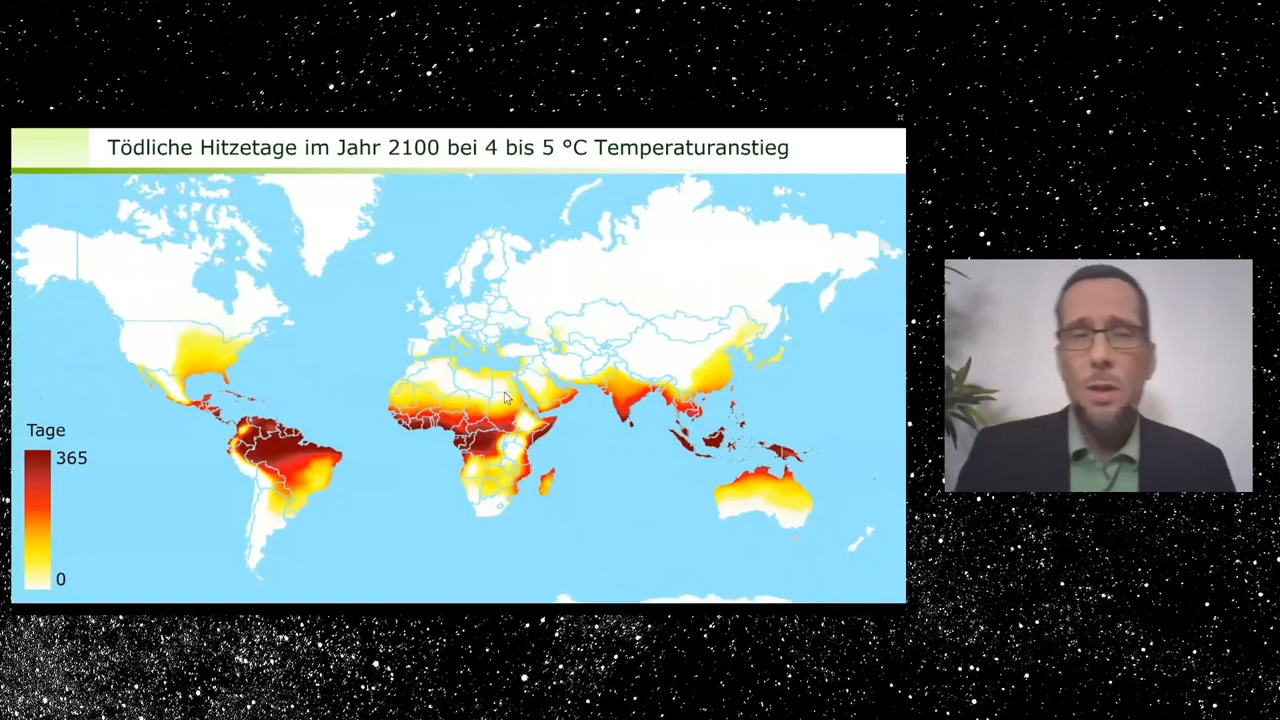 Tödliche Hitzetage im Jahr 2100 bei 4 bis 5 °C Temperaturanstieg
Tage
365
0